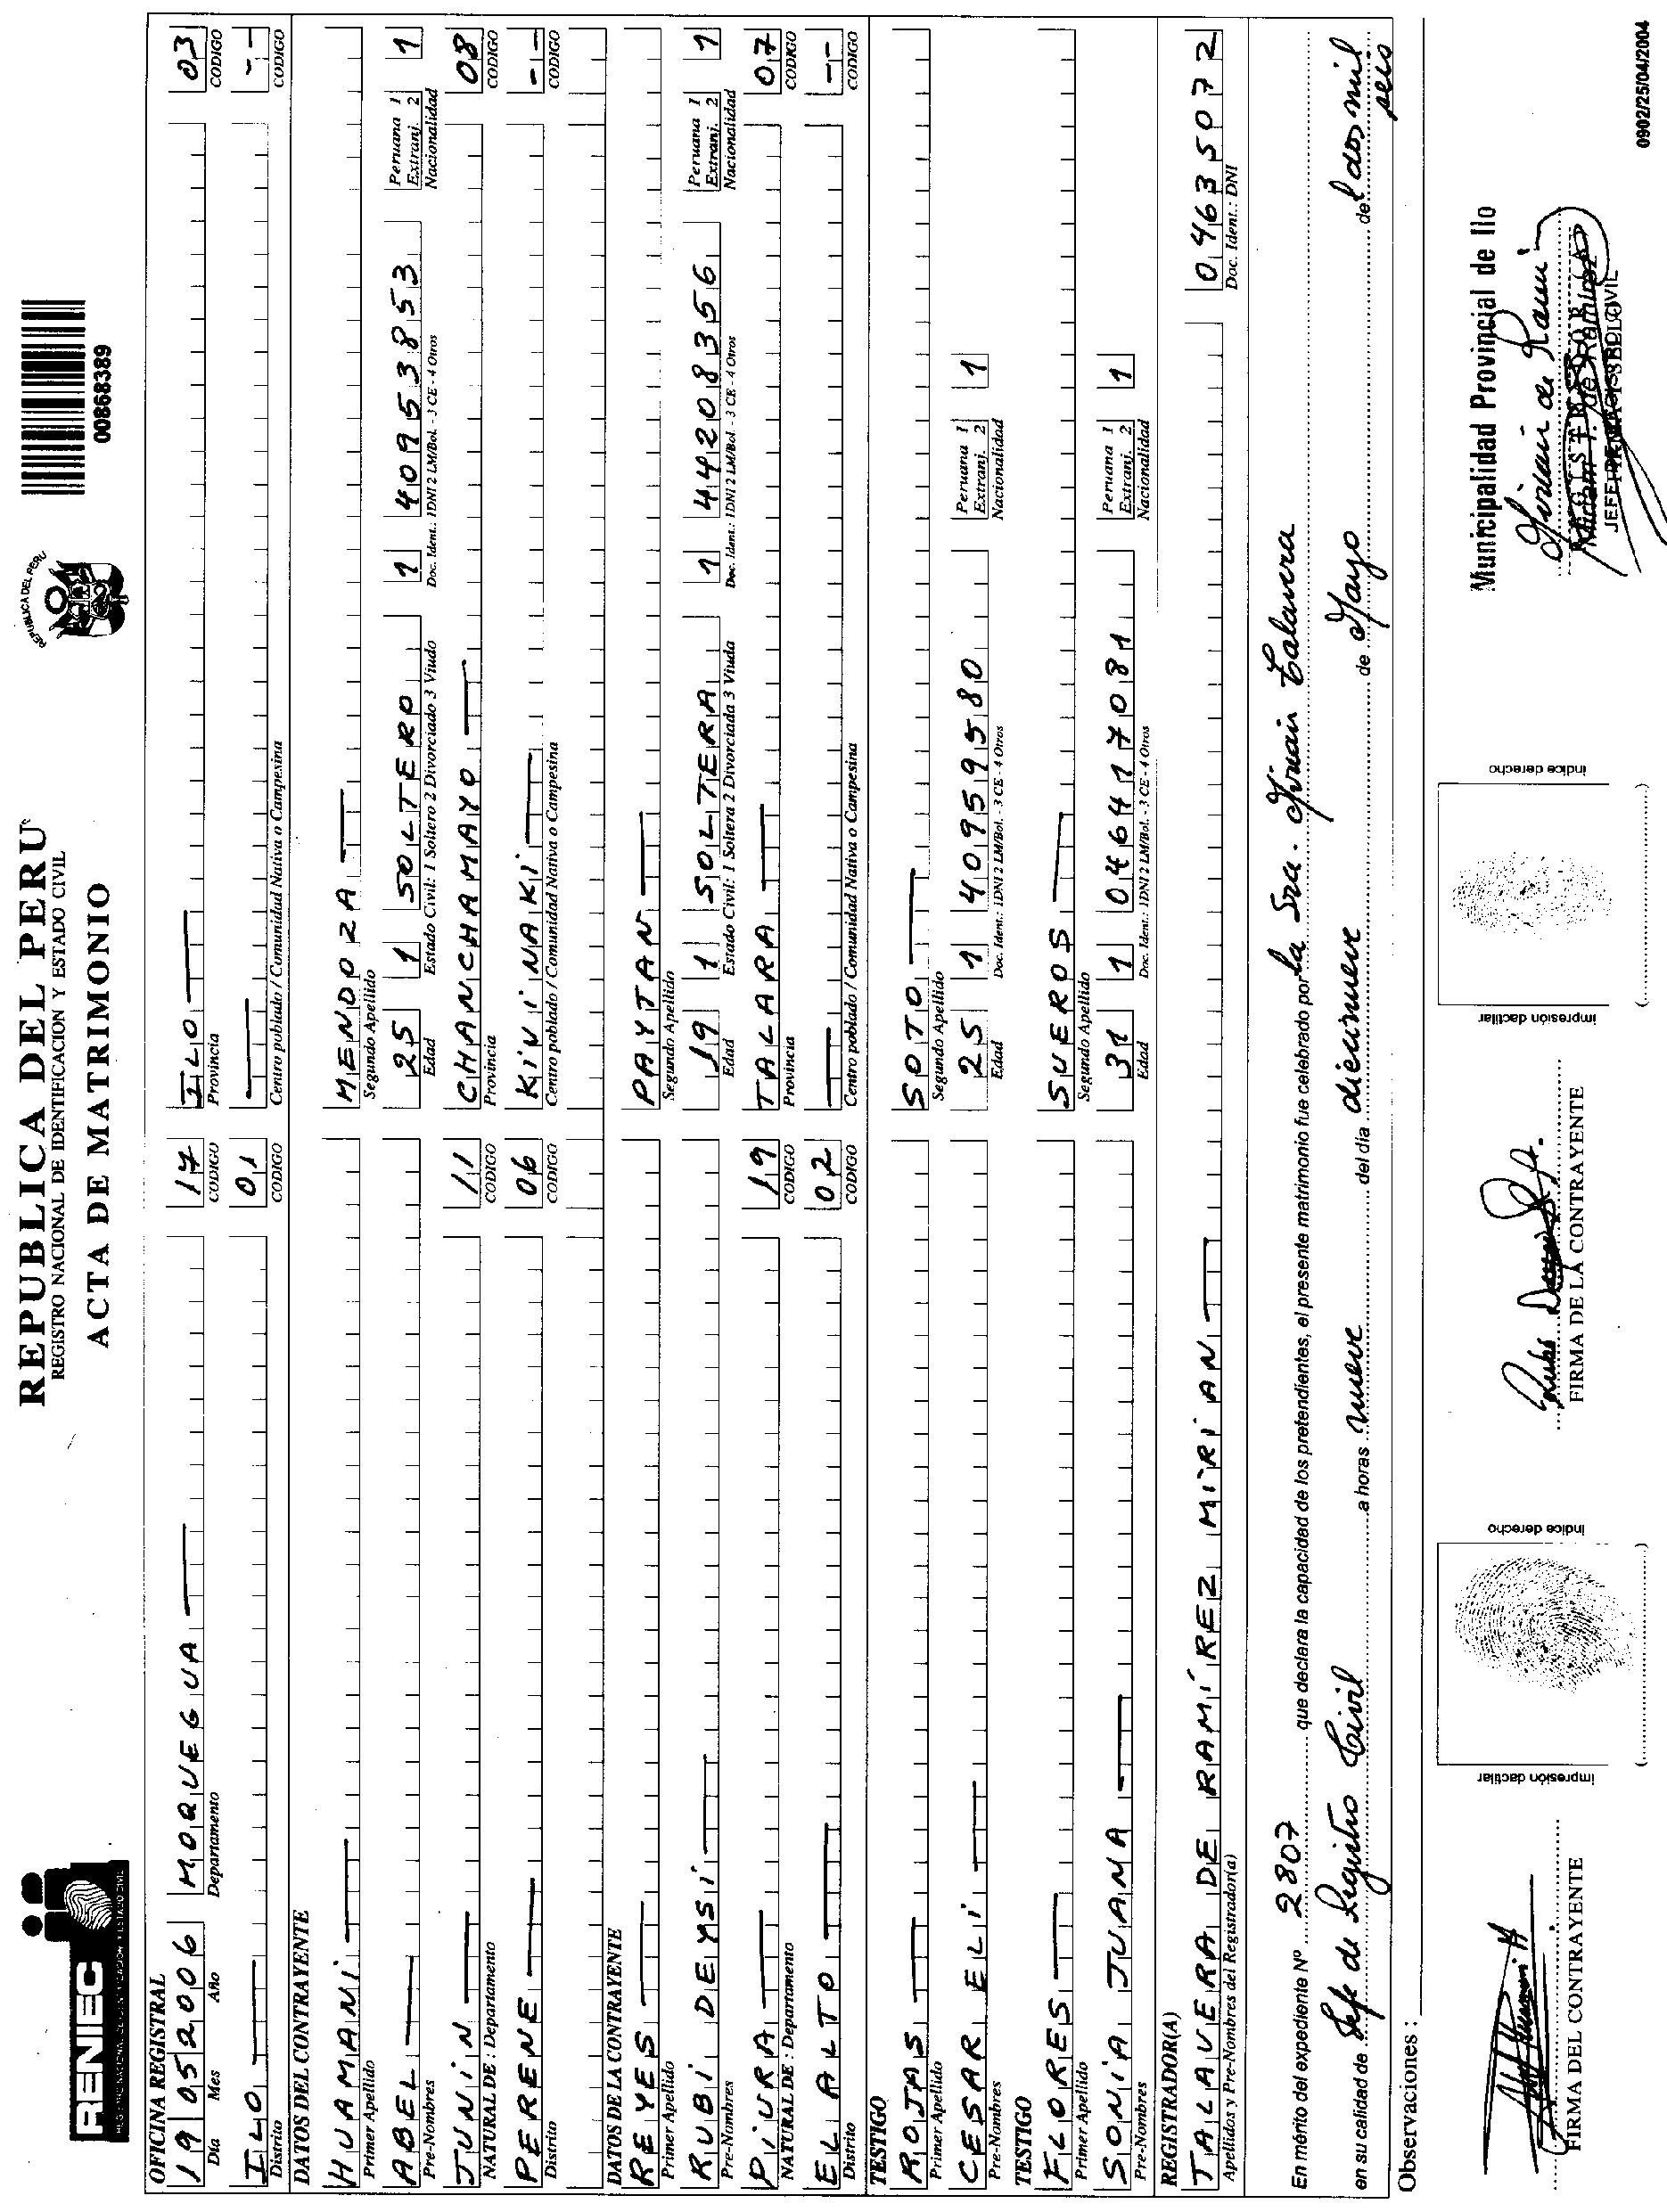 RENIEC
REGISTRO NACIONAL DE IDENTIFICACION Y ESTADO CIVIL
REPUBLICA DEL PERU
REGISTRO NACIONAL DE IDENTIFICACION Y ESTADO CIVIL
ACTA DE MATRIMONIO
REPUBLICA DEL PERU
00868389
OFICINA REGISTRAL
19 05 2006 MOQUEGUA 17 ILO 03
Día Mes Año Departamento CODIGO Provincia CODIGO
ILO 01 --
Distrito CODIGO Centro poblado / Comunidad Nativa o Campesina CODIGO
DATOS DEL CONTRAYENTE
HUAMANI MENDOZA
Primer Apellido Segundo Apellido
ABEL 25 1 SOLTERO 1 40953853 Peruana 1 Extranj. 2 1
Pre-Nombres Edad Estado Civil: 1 Soltero 2 Divorciado 3 Viudo Doc. Ident.: 1DNI 2 LM/Bol. - 3 CE - 4 Otros Nacionalidad
JUNIN 11 CHANCHAMAYO 08
NATURAL DE : Departamento CODIGO Provincia CODIGO
PERENE 06 KIVINAKI --
Distrito CODIGO Centro poblado / Comunidad Nativa o Campesina CODIGO
DATOS DE LA CONTRAYENTE
REYES PAYTAN
Primer Apellido Segundo Apellido
RUBI DEYSI 19 1 SOLTERA 1 44208356 Peruana 1 Extranj. 2 1
Pre-Nombres Edad Estado Civil: 1 Soltera 2 Divorciada 3 Viuda Doc. Ident.: 1DNI 2 LM/Bol. - 3 CE - 4 Otros Nacionalidad
PIURA 19 TALARA 07
NATURAL DE : Departamento CODIGO Provincia CODIGO
EL ALTO 02 --
Distrito CODIGO Centro poblado / Comunidad Nativa o Campesina CODIGO
TESTIGO
ROJAS SOTO
Primer Apellido Segundo Apellido
CESAR ELI 25 1 40959580 Peruana 1 Extranj. 2 1
Pre-Nombres Edad Doc. Ident.: 1DNI 2 LM/Bol. - 3 CE - 4 Otros Nacionalidad
TESTIGO
FLORES SUEROS
Primer Apellido Segundo Apellido
SONIA JUANA 31 1 046417081 Peruana 1 Extranj. 2 1
Pre-Nombres Edad Doc. Ident.: 1DNI 2 LM/Bol. - 3 CE - 4 Otros Nacionalidad
REGISTRADOR(A)
TALAVERA DE RAMÍREZ MIRIAN 04635072
Apellidos y Pre-Nombres del Registrador(a) Doc. Ident.: DNI
En mérito del expediente Nº 2807 que declara la capacidad de los pretendientes, el presente matrimonio fue celebrado por la Sra. Mirian Talavera
en su calidad de Jefe de Registro Civil a horas nueve del día diecinueve de Mayo del dos mil seis
Observaciones :
impresión dactilar
índice derecho
impresión dactilar
índice derecho
Municipalidad Provincial de Ilo
FIRMA DEL CONTRAYENTE
FIRMA DE LA CONTRAYENTE
0902/25/04/2004